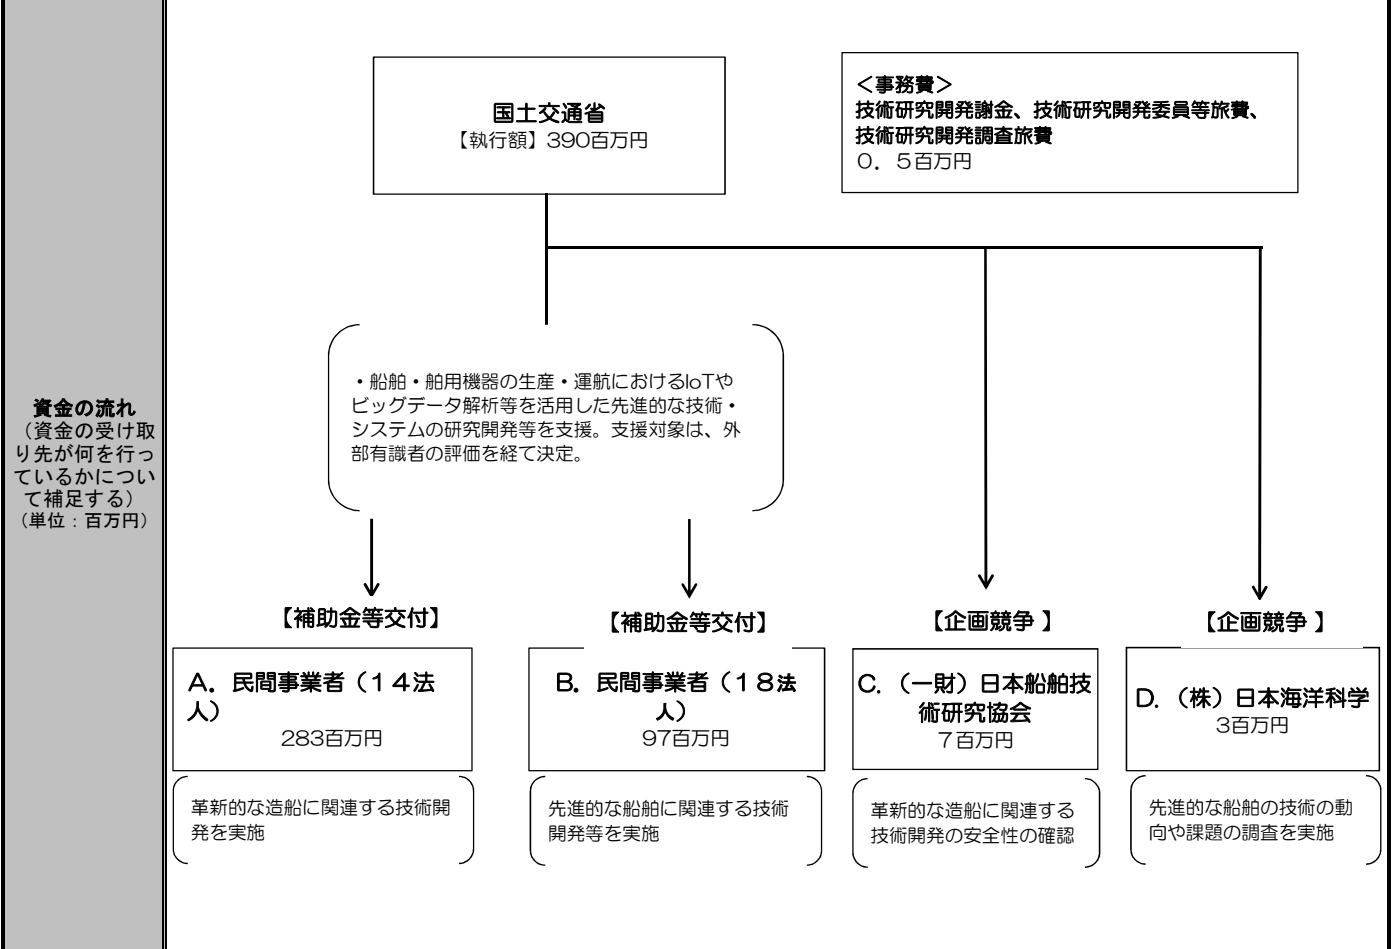 資金の流れ
（資金の受け取
り先が何を行っ
ているかについ
て補足する）
（単位：百万円）
国土交通省
【執行額】390百万円
＜事務費＞
技術研究開発謝金、技術研究開発委員等旅費、
技術研究開発調査旅費
０．５百万円
・船舶・舶用機器の生産・運航におけるIoTや
ビッグデータ解析等を活用した先進的な技術・
システムの研究開発等を支援。支援対象は、外
部有識者の評価を経て決定。
【補助金等交付】
A．民間事業者（１４法
人）
283百万円
革新的な造船に関連する技術開
発を実施
【補助金等交付】
B．民間事業者（１８法
人）
97百万円
先進的な船舶に関連する技術
開発等を実施
【企画競争 】
C．（一財）日本船舶技
術研究協会
７百万円
革新的な造船に関連する
技術開発の安全性の確認
【企画競争 】
D．（株）日本海洋科学
3百万円
先進的な船舶の技術の動
向や課題の調査を実施